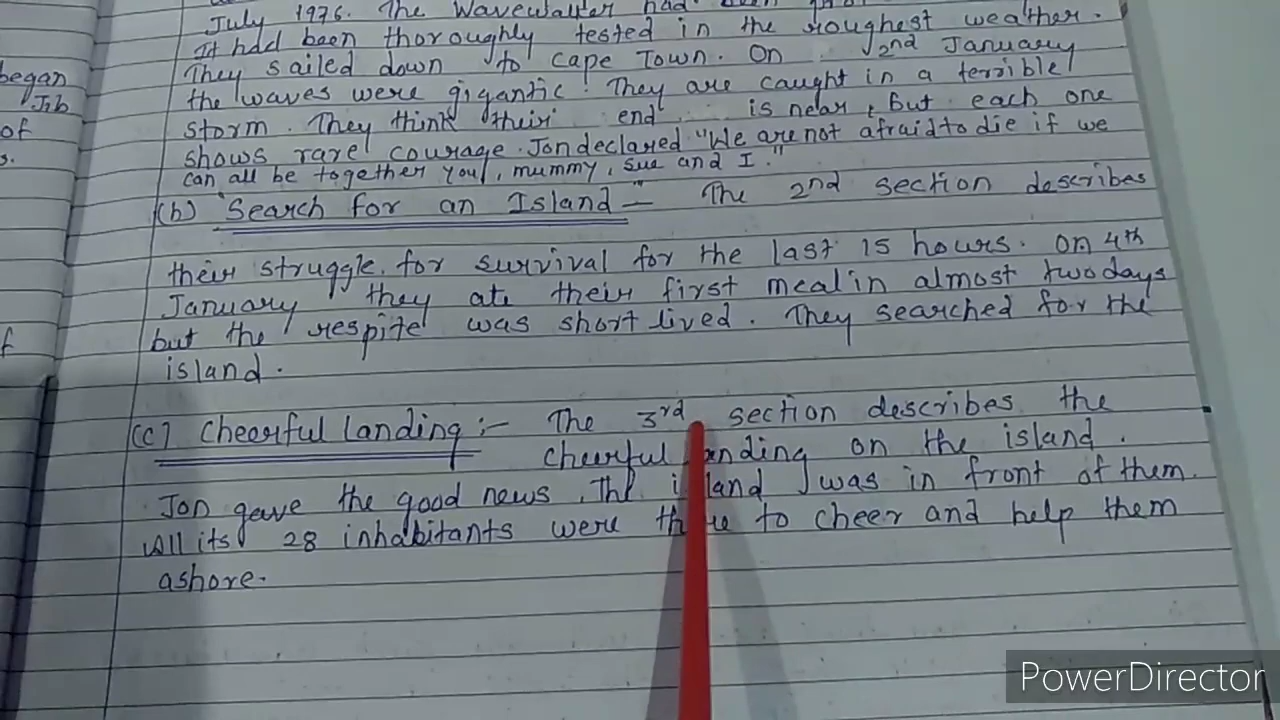 began
Job
of
s.
f
July 1976. The Wavewalker had been
It had been thoroughly tested in the roughest weather.
They sailed down to Cape Town. On 2nd January
the waves were gigantic. They are caught in a terrible
storm. They think their end is near, But each one
shows rare courage. Jon declared "We are not afraid to die if we
can all be together you, mummy, sue and I."
(b) "Search for an Island" – The 2nd section describes
their struggle for survival for the last 15 hours. On 4th
January they ate their first meal in almost two days
but the respite was short lived. They searched for the
island.
(c) Cheerful landing :- The 3rd section describes the
cheerful landing on the island.
Jon gave the good news, The island was in front of them.
All its 28 inhabitants were there to cheer and help them
ashore.
PowerDirector